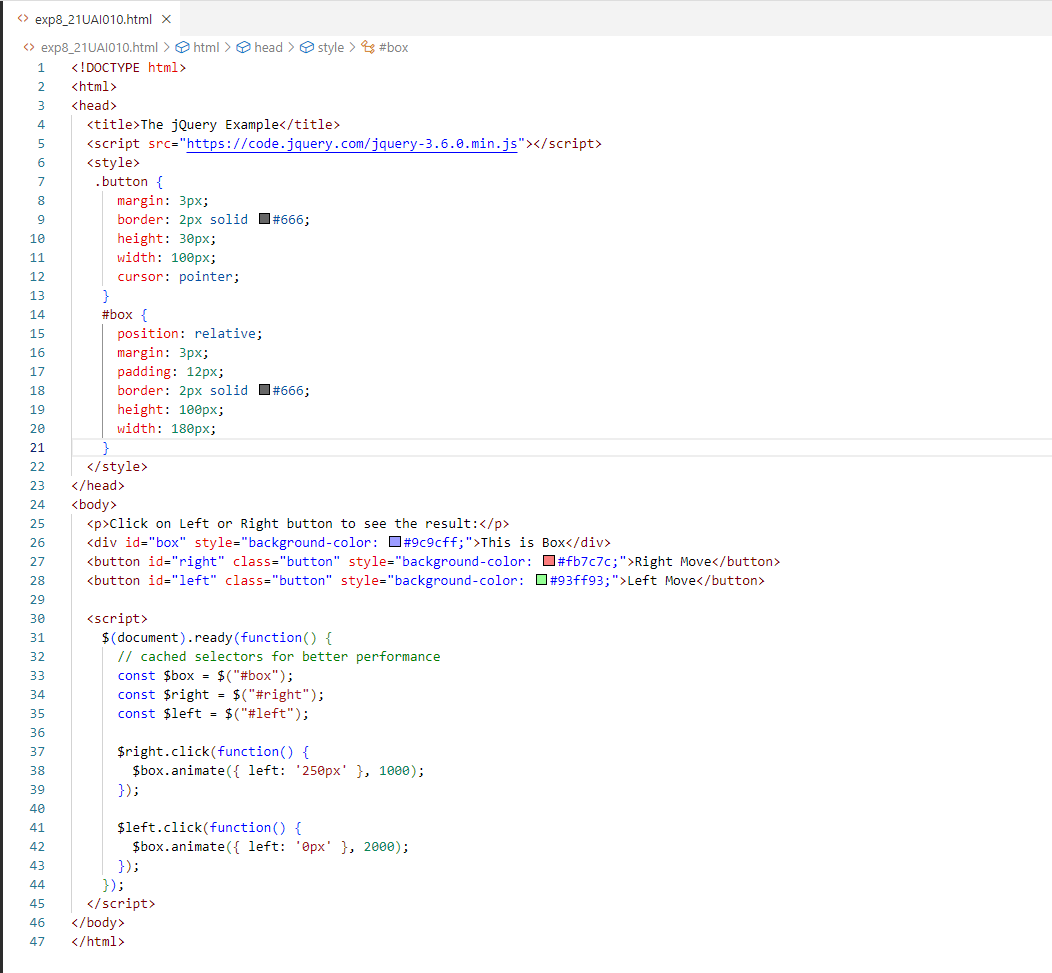 exp8_21UAI010.html
exp8_21UAI010.html > html > head > style > #box
1 <!DOCTYPE html>
2 <html>
3 <head>
4   <title>The jQuery Example</title>
5   <script src="https://code.jquery.com/jquery-3.6.0.min.js"></script>
6   <style>
7    .button {
8       margin: 3px;
9       border: 2px solid #666;
10       height: 30px;
11       width: 100px;
12       cursor: pointer;
13     }
14     #box {
15       position: relative;
16       margin: 3px;
17       padding: 12px;
18       border: 2px solid #666;
19       height: 100px;
20       width: 180px;
21     }
22   </style>
23 </head>
24 <body>
25   <p>Click on Left or Right button to see the result:</p>
26   <div id="box" style="background-color: #9c9cff;">This is Box</div>
27   <button id="right" class="button" style="background-color: #fb7c7c;">Right Move</button>
28   <button id="left" class="button" style="background-color: #93ff93;">Left Move</button>
29
30   <script>
31     $(document).ready(function() {
32       // cached selectors for better performance
33       const $box = $("#box");
34       const $right = $("#right");
35       const $left = $("#left");
36
37       $right.click(function() {
38         $box.animate({ left: '250px' }, 1000);
39       });
40
41       $left.click(function() {
42         $box.animate({ left: '0px' }, 2000);
43       });
44     });
45   </script>
46 </body>
47 </html>